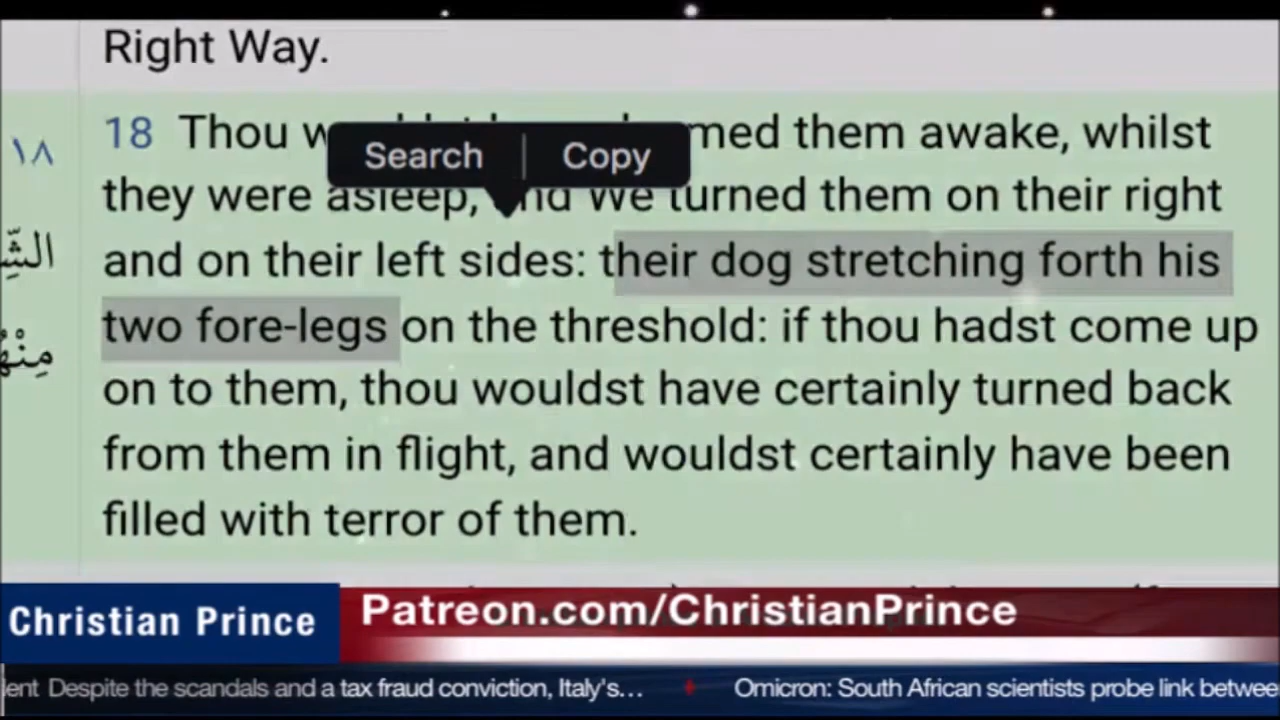 Right Way.
18 Thou med them awake, whilst
Search Copy
they were asleep, and We turned them on their right
and on their left sides: their dog stretching forth his
two fore-legs on the threshold: if thou hadst come up
on to them, thou wouldst have certainly turned back
from them in flight, and wouldst certainly have been
filled with terror of them.
١٨
الشِّ
مِنْهُ
Christian Prince
Patreon.com/ChristianPrince
ent Despite the scandals and a tax fraud conviction, Italy's...
Omicron: South African scientists probe link betwee